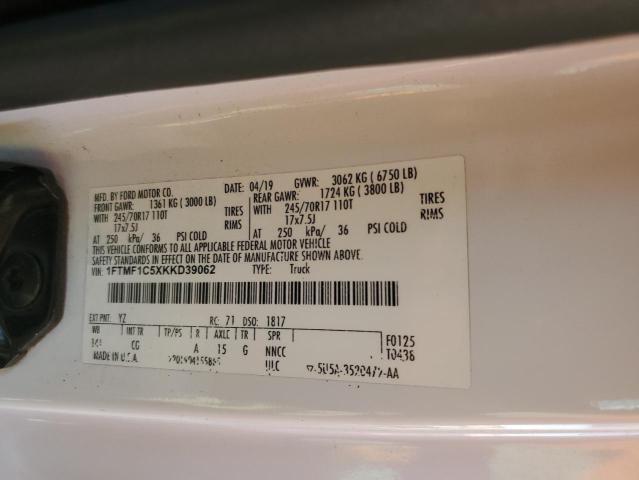 MFD. BY FORD MOTOR CO.
DATE: 04/19 GVWR: 3062 KG ( 6750 LB)
FRONT GAWR: 1361 KG ( 3000 LB) REAR GAWR: 1724 KG ( 3800 LB)
WITH 245/70R17 110T TIRES WITH 245/70R17 110T TIRES
17x7.5J RIMS 17x7.5J RIMS
AT 250 kPa/ 36 PSI COLD AT 250 kPa/ 36 PSI COLD
THIS VEHICLE CONFORMS TO ALL APPLICABLE FEDERAL MOTOR VEHICLE
SAFETY STANDARDS IN EFFECT ON THE DATE OF MANUFACTURE SHOWN ABOVE.
VIN: 1FTMF1C5XKKD39062 TYPE: Truck
EXT PNT: YZ RC: 71 DSO: 1817
WB INT TR TP/PS R AXLE TR SPR F0125
CG A 15 G NNCC T0436
MADE IN U.S.A. ULC